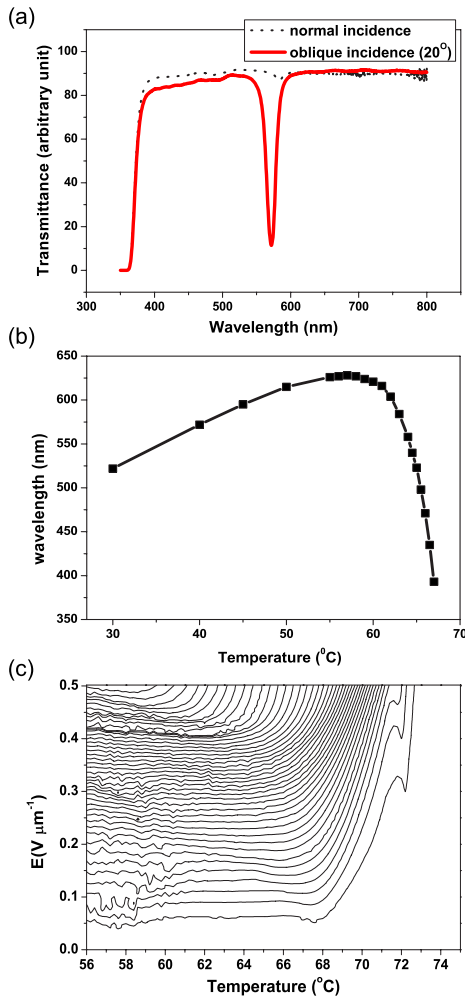 (a)
normal incidence
oblique incidence (20°)
Transmittance (arbitrary unit)
100
80
60
40
20
0
300 400 500 600 700 800
Wavelength (nm)
(b)
wavelength (nm)
650
600
550
500
450
400
350
30 40 50 60 70
Temperature (°C)
(c)
E(V μm⁻¹)
0.5
0.4
0.3
0.2
0.1
0.0
56 58 60 62 64 66 68 70 72 74
Temperature (°C)